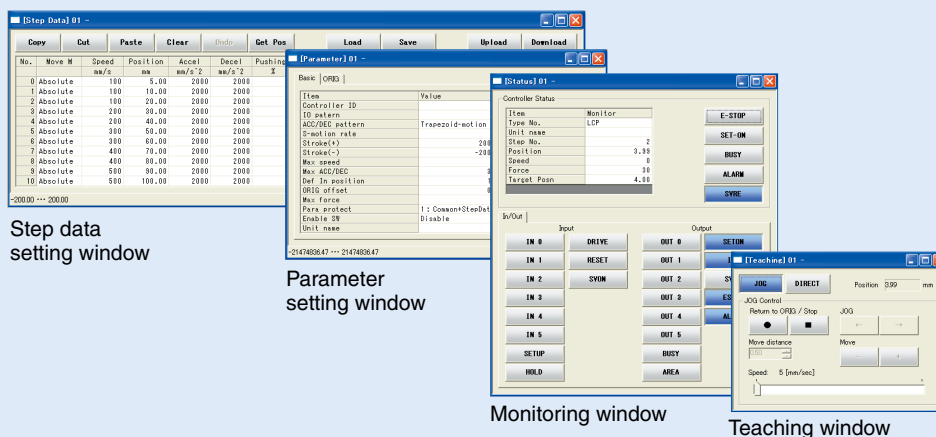 [Step Data] 01 -
Copy Cut Paste Clear Undo Get Pos Load Save Upload Download
No. Move M Speed Position Accel Decel Pushing
mm/s mm mm/s^2 mm/s^2 %
0 Absolute 100 5.00 2000 2000
1 Absolute 100 10.00 2000 2000
2 Absolute 100 20.00 2000 2000
3 Absolute 200 30.00 2000 2000
4 Absolute 200 40.00 2000 2000
5 Absolute 300 50.00 2000 2000
6 Absolute 300 60.00 2000 2000
7 Absolute 400 70.00 2000 2000
8 Absolute 400 80.00 2000 2000
9 Absolute 500 90.00 2000 2000
10 Absolute 500 100.00 2000 2000
-200.00 --- 200.00
Step data
setting window
[Parameter] 01 -
Basic ORIG
Item Value
Controller ID
IO patern
ACC/DEC pattern Trapezoid-motion
S-motion rate
Stroke(+) 200
Stroke(-) -200
Max speed
Max ACC/DEC
Def In position
ORIG offset
Max force
Para protect 1:Common+StepDat
Enable SW Disable
Unit name
-21474836.47 --- 21474836.47
Parameter
setting window
[Status] 01 -
Controller Status
Item Monitor
Type No. LCP
Unit name
Step No. 2
Position 3.99
Speed 0
Force 30
Target Posn 4.00
E-STOP
SET-ON
BUSY
ALARM
SVRE
In/Out
Input Output
IN 0 DRIVE OUT 0 SETON
IN 1 RESET OUT 1
IN 2 SVON OUT 2
IN 3 OUT 3
IN 4 OUT 4
IN 5 OUT 5
SETUP BUSY
HOLD AREA
Monitoring window
[Teaching] 01 -
JOG DIRECT Position 3.99 mm
JOG Control
Return to ORIG / Stop JOG
Move distance Move
0.50 - +
Speed: 5 [mm/sec]
Teaching window